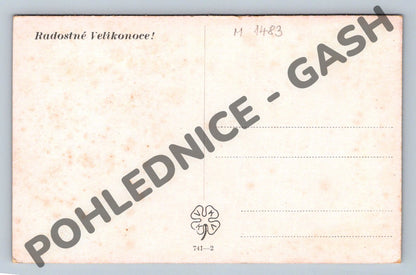 Radostné Velikonoce!
M 1483
POHLEDNICE - GASH
741—2